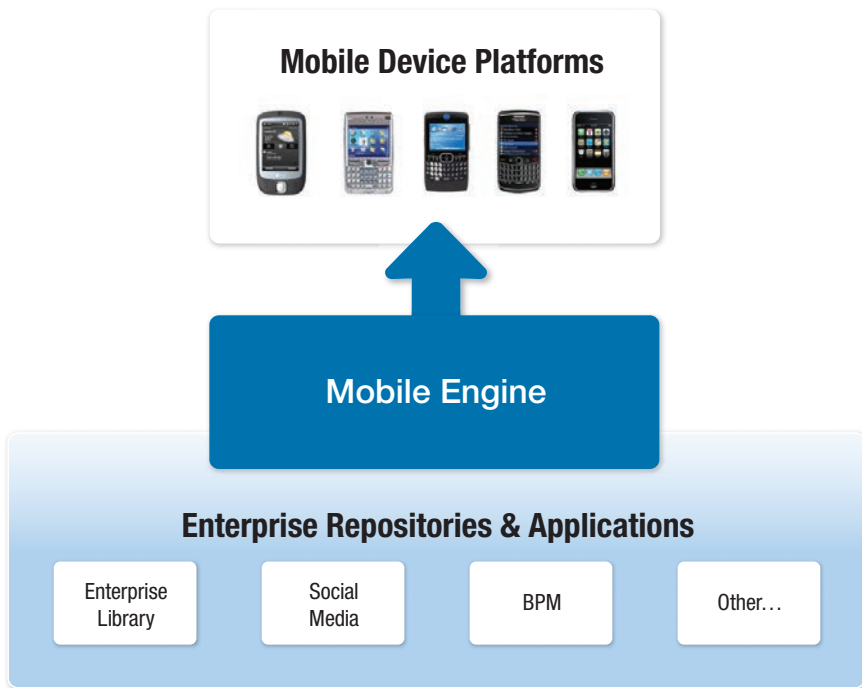 Mobile Device Platforms
Mobile Engine
Enterprise Repositories & Applications
Enterprise
Library
Social
Media
BPM
Other…